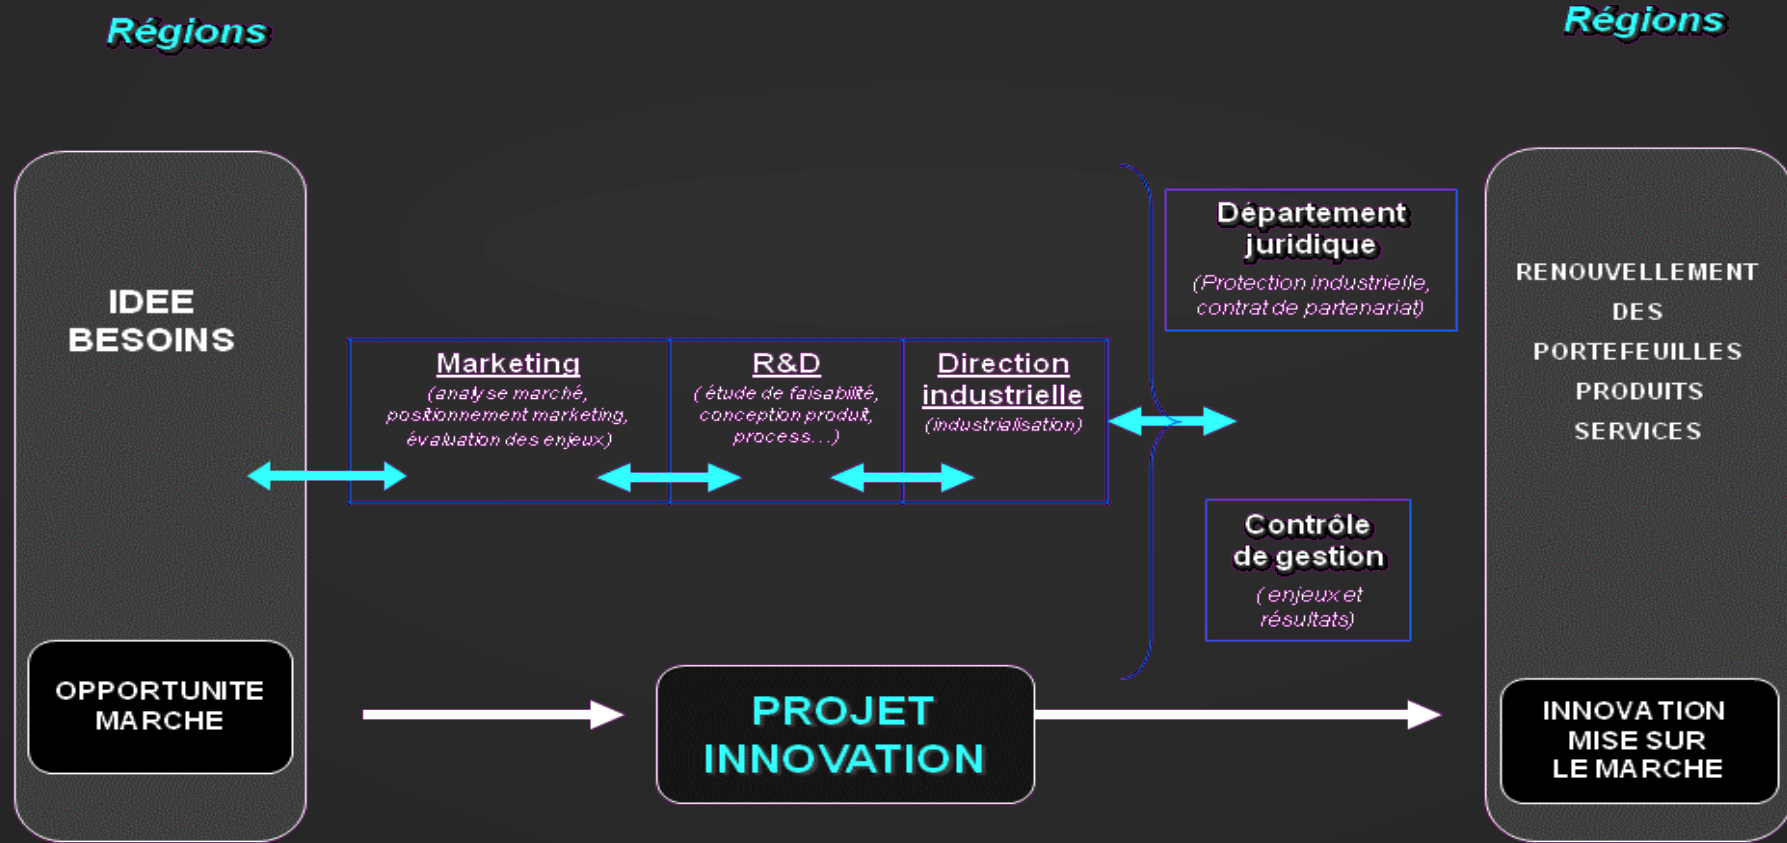 Régions
Régions
IDEE
BESOINS
OPPORTUNITE
MARCHE
Marketing
(analyse marché,
positionnement marketing,
évaluation des enjeux)
R&D
(étude de faisabilité,
conception produit,
process...)
Direction
industrielle
(industrialisation)
Département
juridique
(Protection industrielle,
contrat de partenariat)
Contrôle
de gestion
(enjeux et
résultats)
PROJET
INNOVATION
RENOUVELLEMENT
DES
PORTEFEUILLES
PRODUITS
SERVICES
INNOVATION
MISE SUR
LE MARCHE